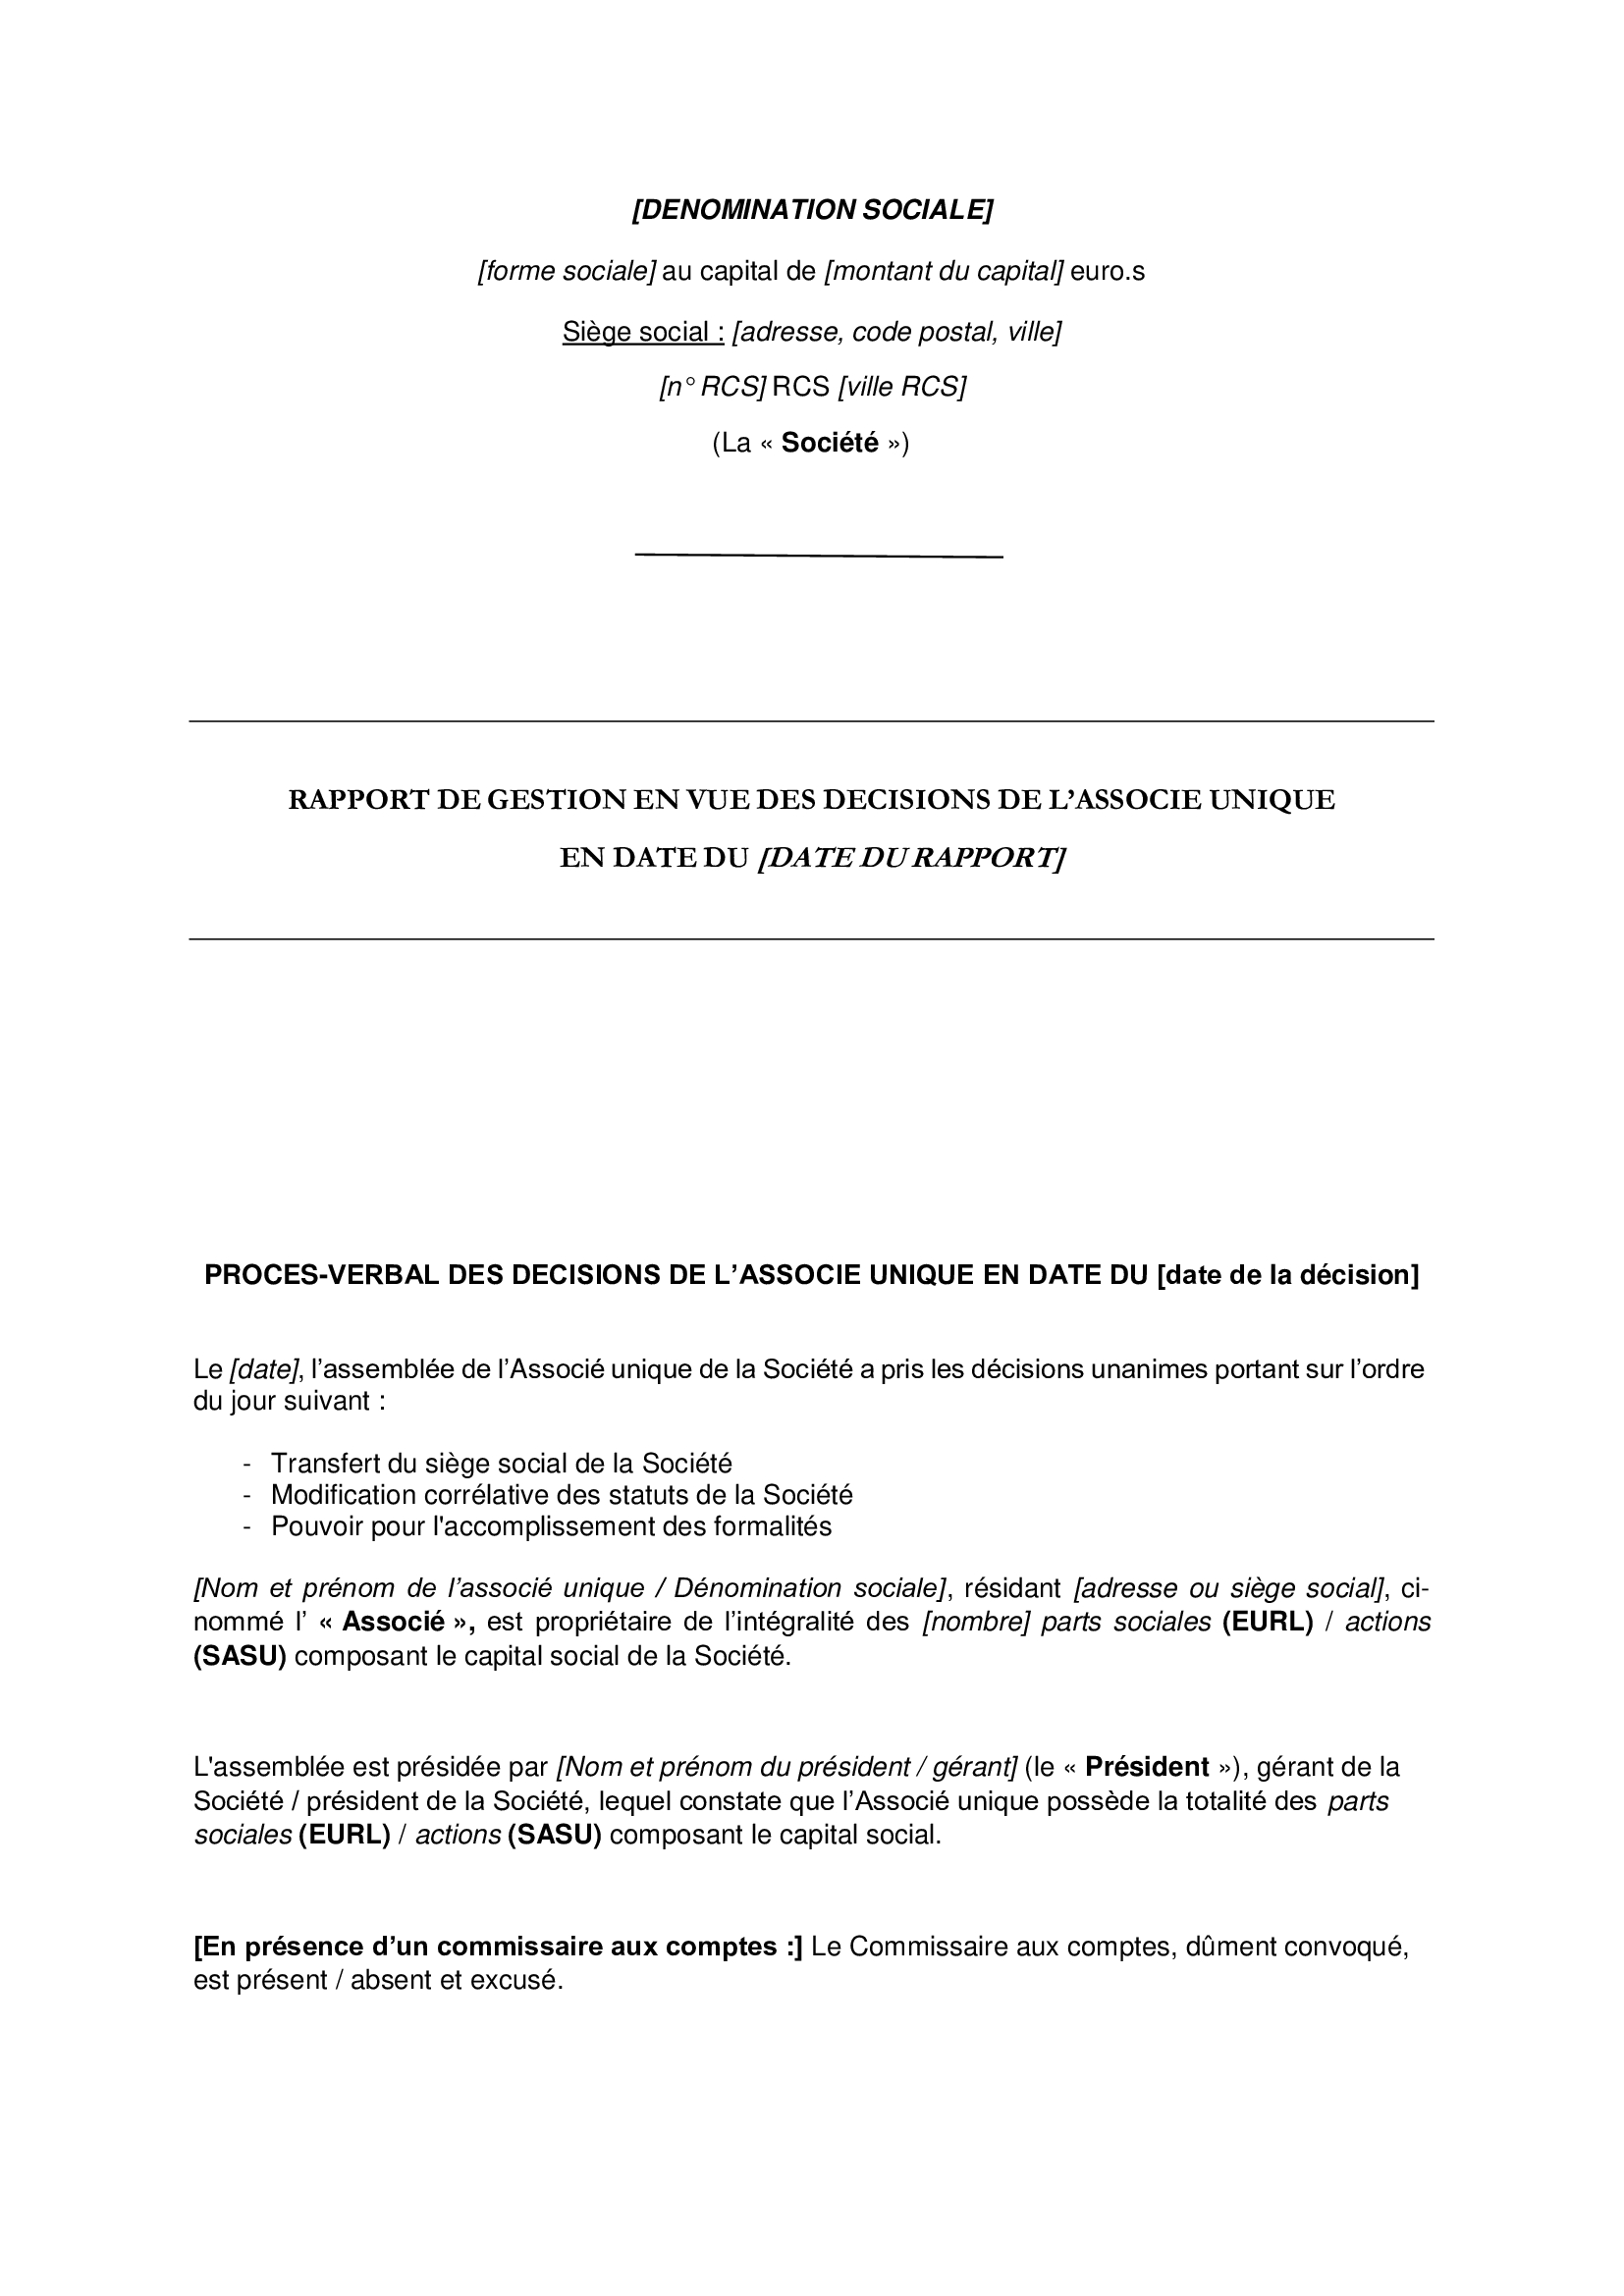 [DENOMINATION SOCIALE]
[forme sociale] au capital de [montant du capital] euro.s
Siège social : [adresse, code postal, ville]
[n° RCS] RCS [ville RCS]
(La « Société »)
RAPPORT DE GESTION EN VUE DES DECISIONS DE L’ASSOCIE UNIQUE
EN DATE DU [DATE DU RAPPORT]
PROCES-VERBAL DES DECISIONS DE L’ASSOCIE UNIQUE EN DATE DU [date de la décision]
Le [date], l’assemblée de l’Associé unique de la Société a pris les décisions unanimes portant sur l’ordre
du jour suivant :
- Transfert du siège social de la Société
- Modification corrélative des statuts de la Société
- Pouvoir pour l'accomplissement des formalités
[Nom et prénom de l’associé unique / Dénomination sociale], résidant [adresse ou siège social], ci-
nommé l’ « Associé », est propriétaire de l’intégralité des [nombre] parts sociales (EURL) / actions
(SASU) composant le capital social de la Société.
L'assemblée est présidée par [Nom et prénom du président / gérant] (le « Président »), gérant de la
Société / président de la Société, lequel constate que l’Associé unique possède la totalité des parts
sociales (EURL) / actions (SASU) composant le capital social.
[En présence d’un commissaire aux comptes :] Le Commissaire aux comptes, dûment convoqué,
est présent / absent et excusé.